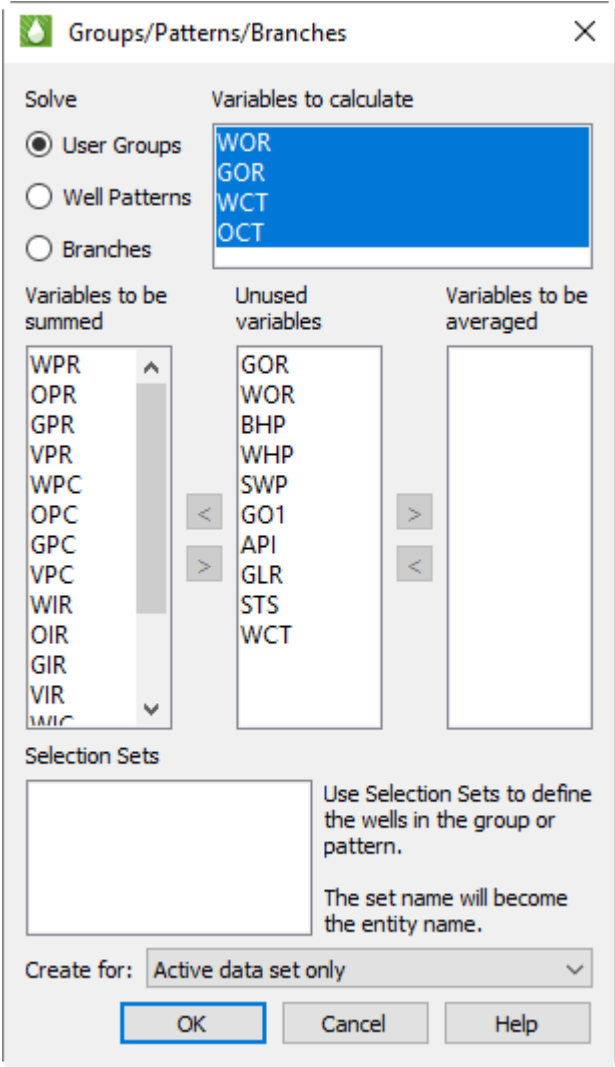 Groups/Patterns/Branches
Solve
Variables to calculate
User Groups
Well Patterns
Branches
WOR
GOR
WCT
OCT
Variables to be
summed
Unused
variables
Variables to be
averaged
WPR
OPR
GPR
VPR
WPC
OPC
GPC
VPC
WIR
OIR
GIR
VIR
WIC
<
>
GOR
WOR
BHP
WHP
SWP
GO1
API
GLR
STS
WCT
>
<
Selection Sets
Use Selection Sets to define
the wells in the group or
pattern.
The set name will become
the entity name.
Create for: Active data set only
OK Cancel Help